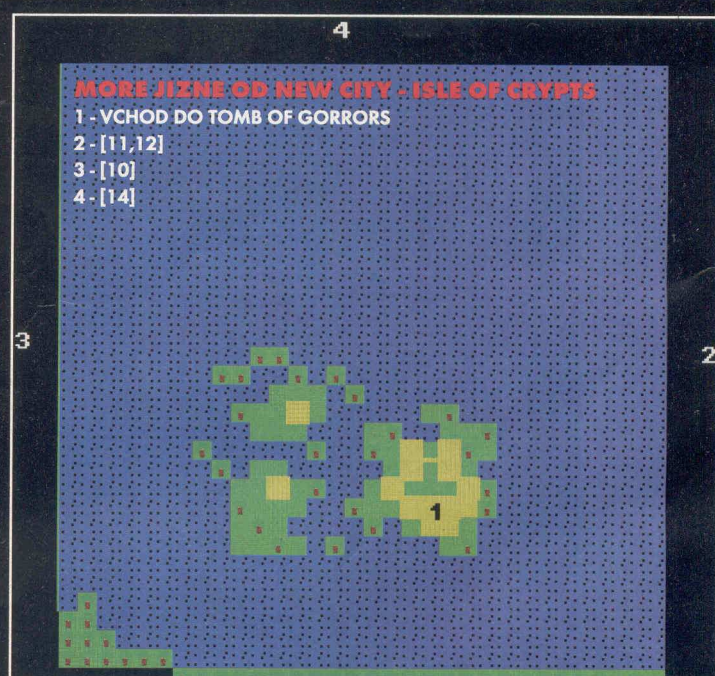 4
MORE JIZNE OD NEW CITY - ISLE OF CRYPTS
1 - VCHOD DO TOMB OF GORRORS
2 - [11,12]
3 - [10]
4 - [14]
3
2
1